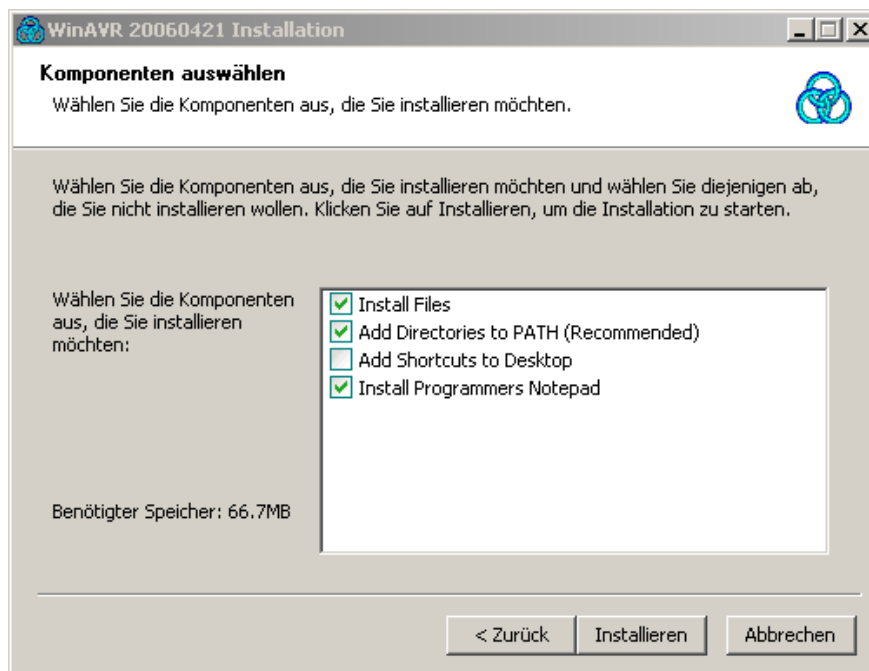 WinAVR 20060421 Installation
Komponenten auswählen
Wählen Sie die Komponenten aus, die Sie installieren möchten.
Wählen Sie die Komponenten aus, die Sie installieren möchten und wählen Sie diejenigen ab,
die Sie nicht installieren wollen. Klicken Sie auf Installieren, um die Installation zu starten.
Wählen Sie die Komponenten
aus, die Sie installieren
möchten:
Install Files
Add Directories to PATH (Recommended)
Add Shortcuts to Desktop
Install Programmers Notepad
Benötigter Speicher: 66.7MB
< Zurück
Installieren
Abbrechen